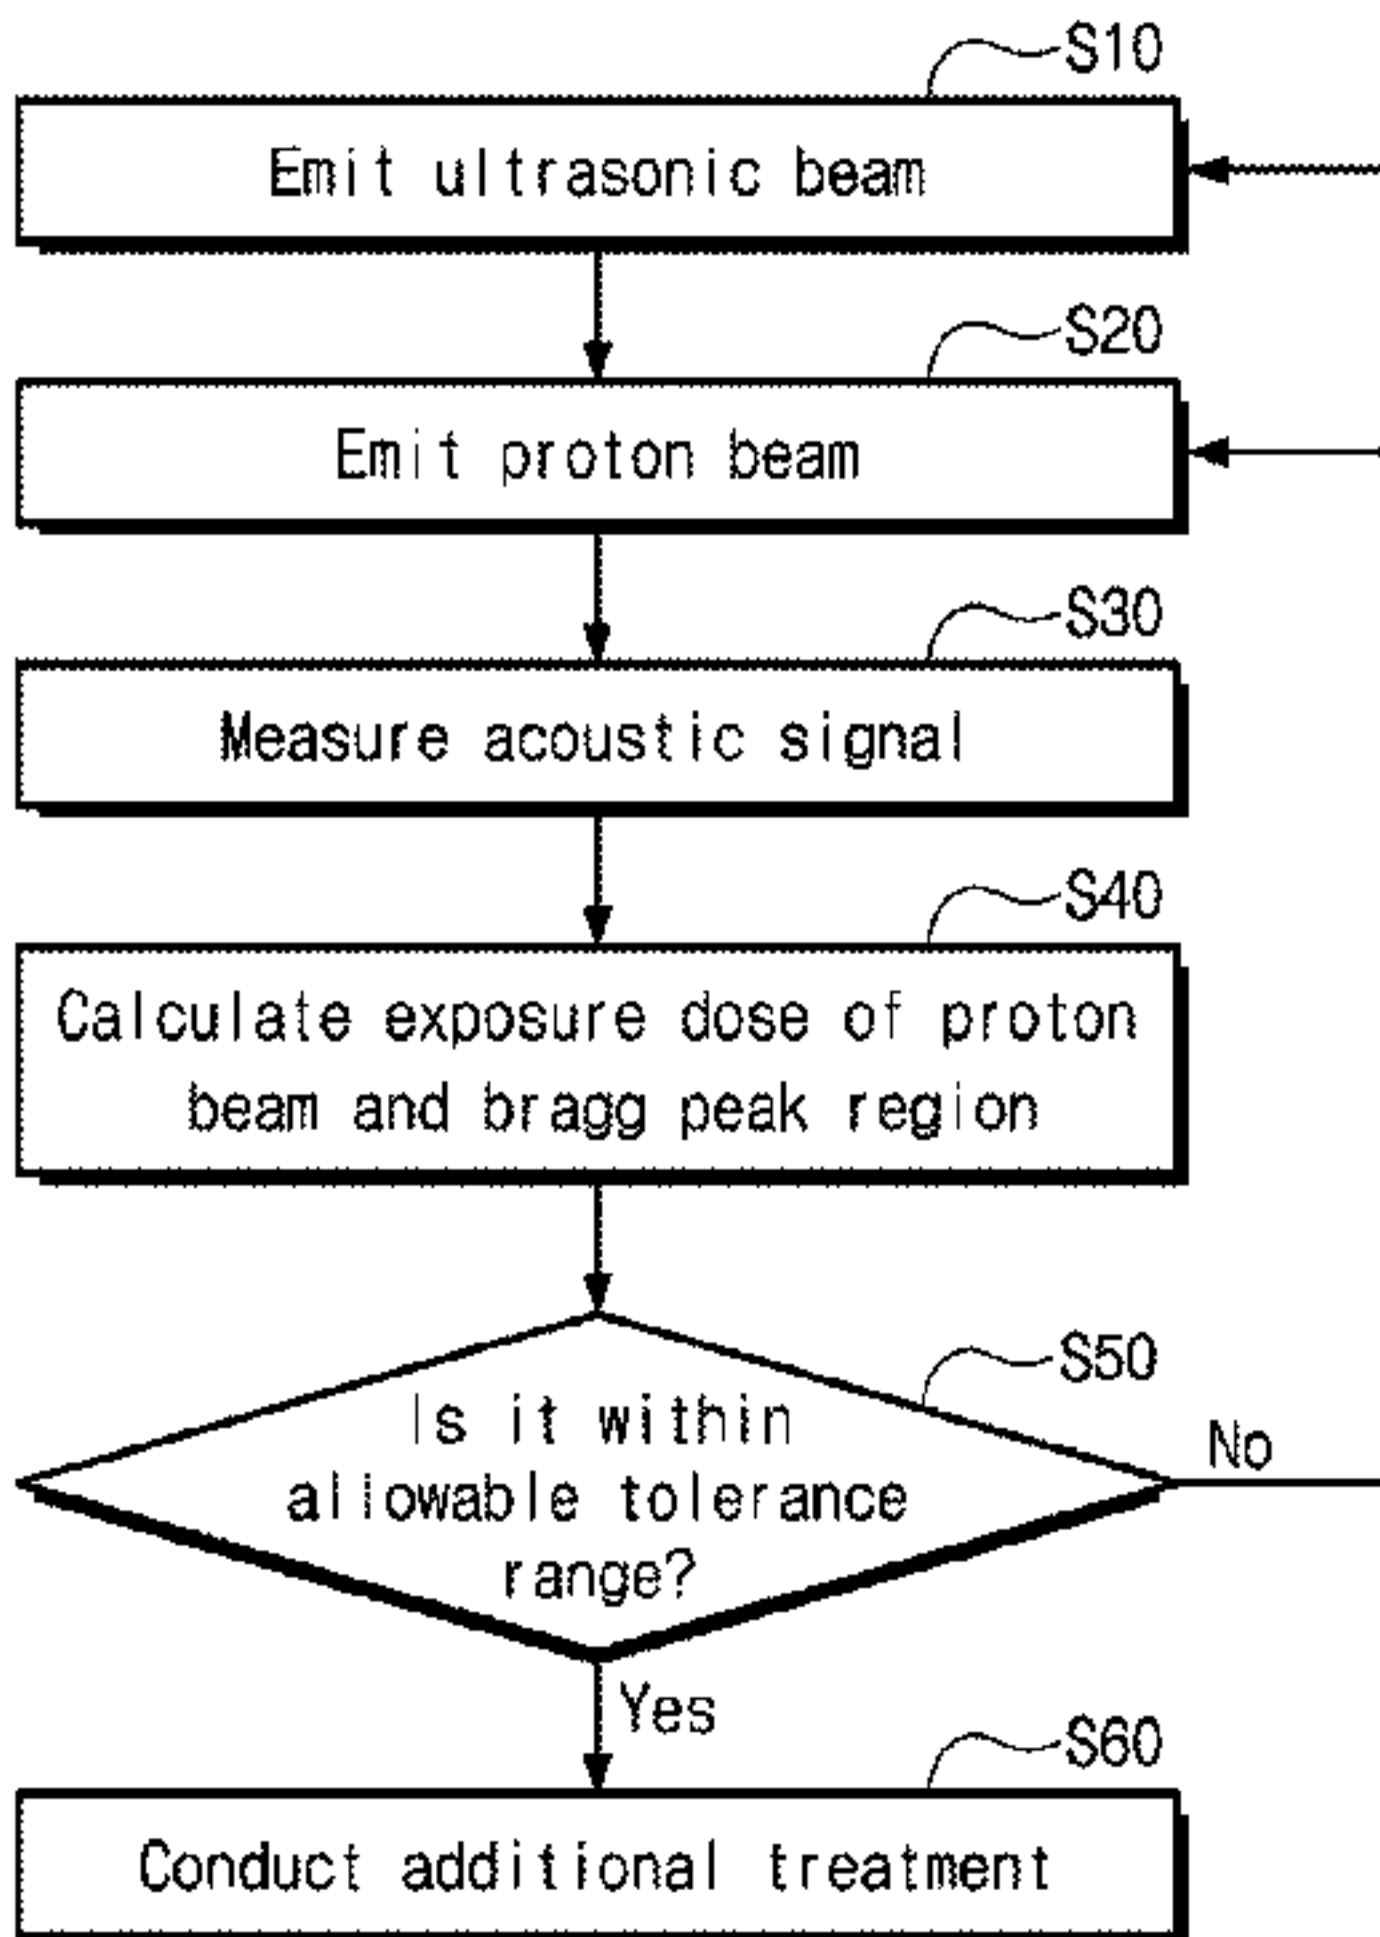 S10
Emit ultrasonic beam
S20
Emit proton beam
S30
Measure acoustic signal
S40
Calculate exposure dose of proton
beam and bragg peak region
S50
Is it within
allowable tolerance
range?
No
Yes
S60
Conduct additional treatment